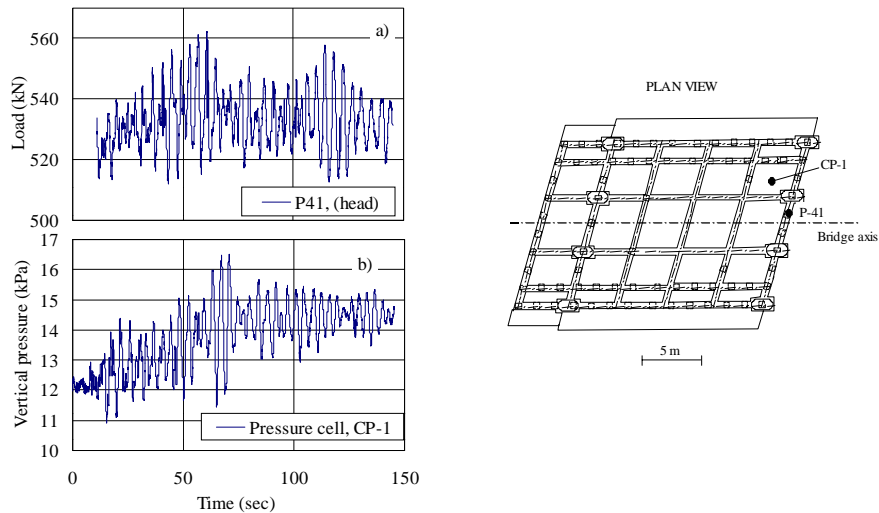 a)
560
540
520
500
Load (kN)
P41, (head)
b)
17
16
15
14
13
12
11
10
Vertical pressure (kPa)
Pressure cell, CP-1
0 50 100 150
Time (sec)
PLAN VIEW
CP-1
P-41
Bridge axis
5 m